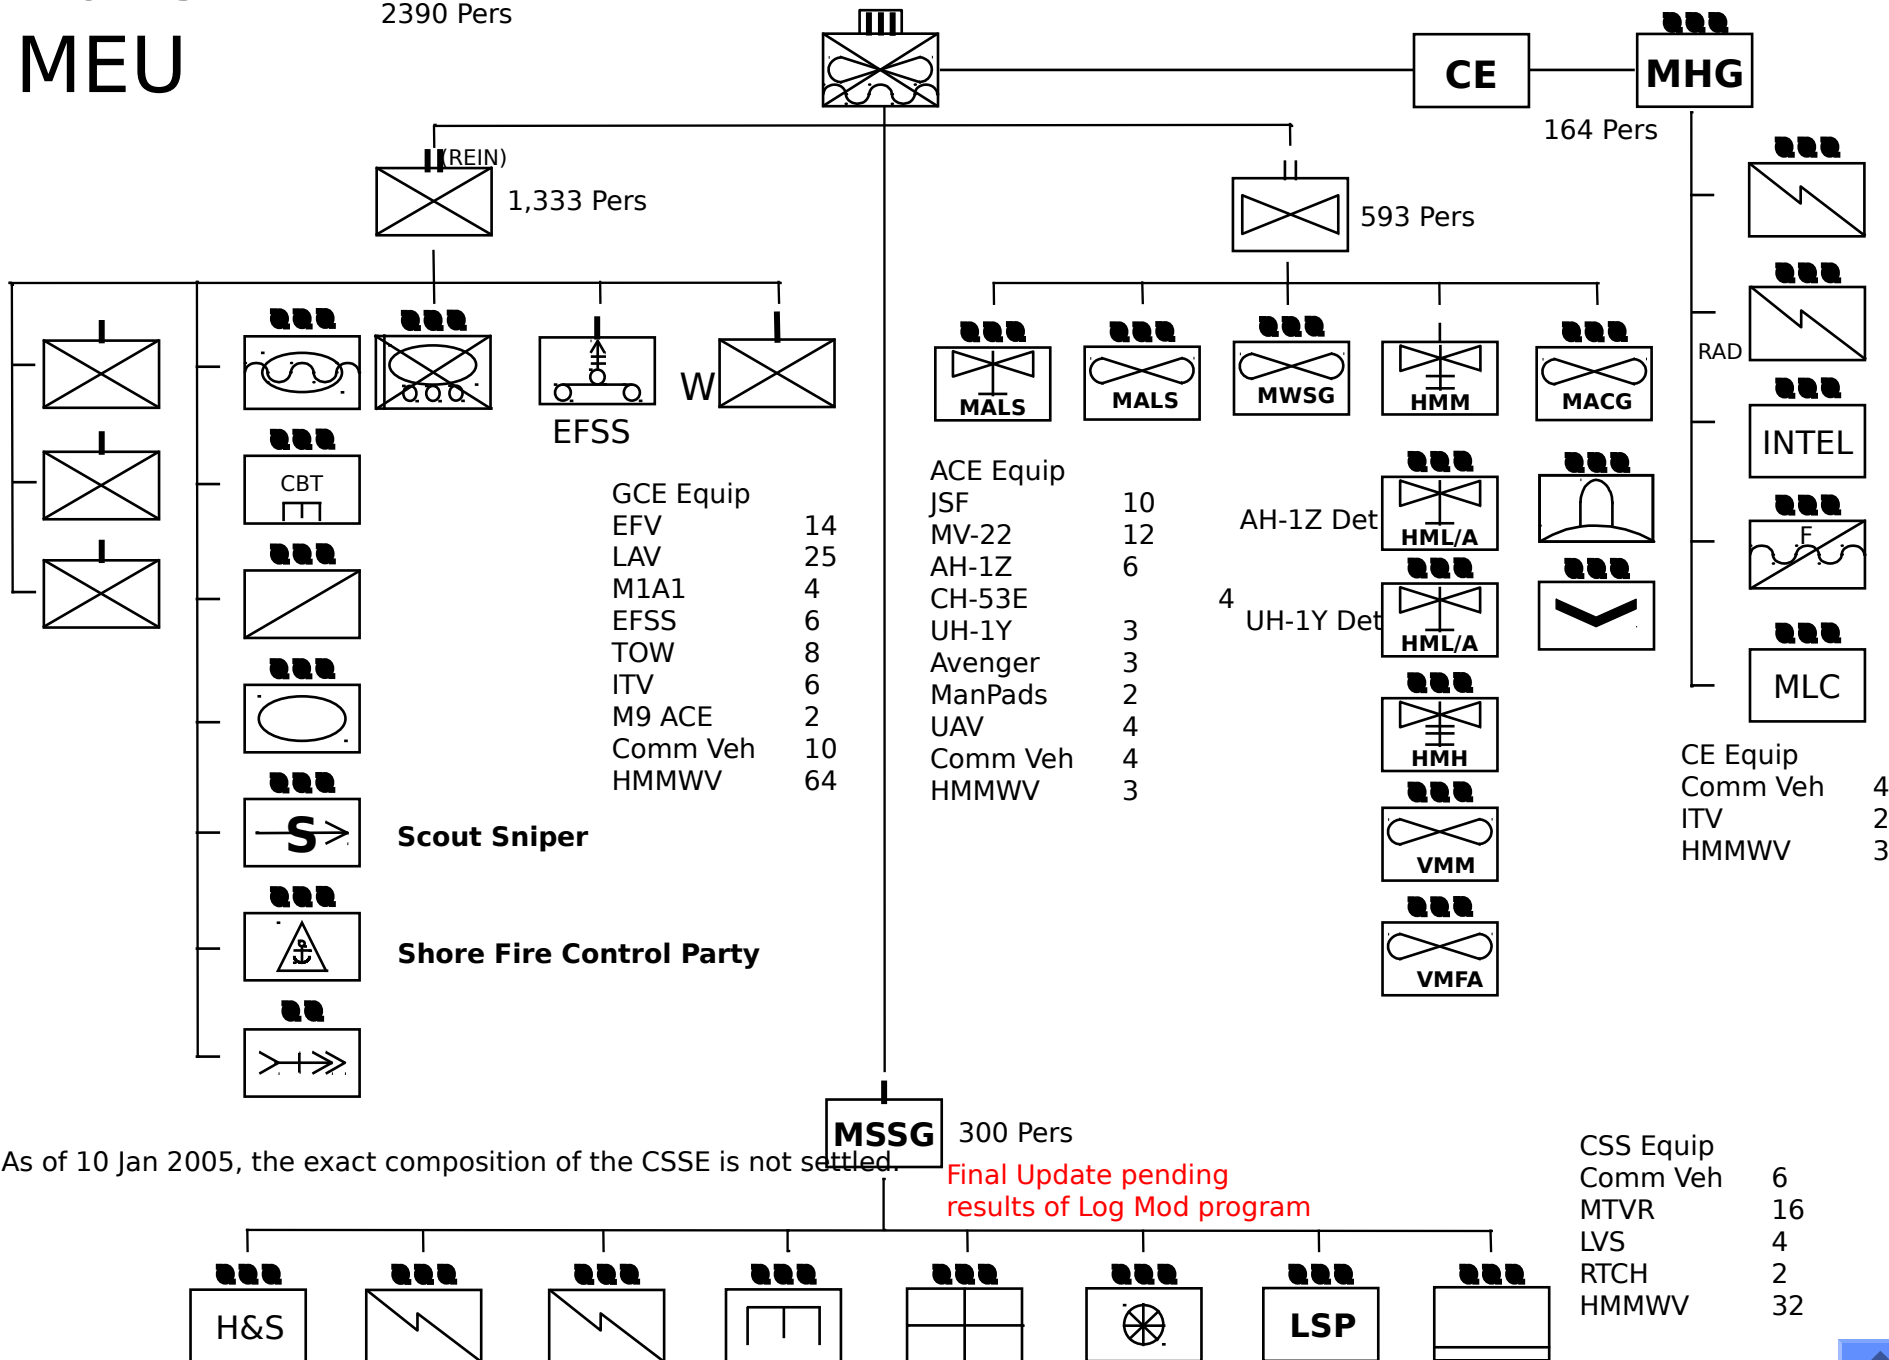 2390 Pers
MEU
CE
MHG
164 Pers
(REIN)
1,333 Pers
593 Pers
RAD
INTEL
F
MLC
W
EFSS
CBT
MALS
MALS
MWSG
HMM
MACG
AH-1Z Det
HML/A
UH-1Y Det
HML/A
HMH
VMM
VMFA
GCE Equip
EFV 14
LAV 25
M1A1 4
EFSS 6
TOW 8
ITV 6
M9 ACE 2
Comm Veh 10
HMMWV 64
ACE Equip
JSF 10
MV-22 12
AH-1Z 6
CH-53E 4
UH-1Y 3
Avenger 3
ManPads 2
UAV 4
Comm Veh 4
HMMWV 3
CE Equip
Comm Veh 4
ITV 2
HMMWV 3
S
Scout Sniper
Shore Fire Control Party
MSSG
300 Pers
As of 10 Jan 2005, the exact composition of the CSSE is not settled.
Final Update pending
results of Log Mod program
CSS Equip
Comm Veh 6
MTVR 16
LVS 4
RTCH 2
HMMWV 32
H&S
LSP